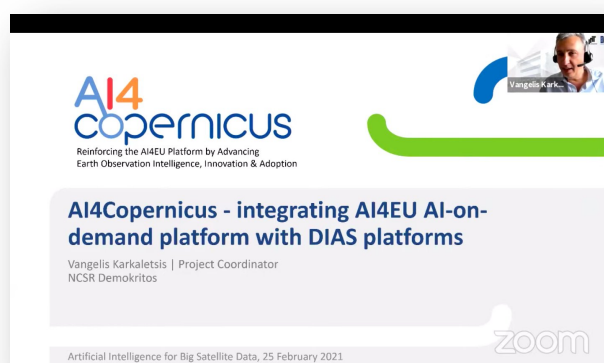 AI4
copernicus
Reinforcing the AI4EU Platform by Advancing
Earth Observation Intelligence, Innovation & Adoption
Vangelis Kark...
AI4Copernicus - integrating AI4EU AI-on-
demand platform with DIAS platforms
Vangelis Karkaletsis | Project Coordinator
NCSR Demokritos
Artificial Intelligence for Big Satellite Data, 25 February 2021
zoom